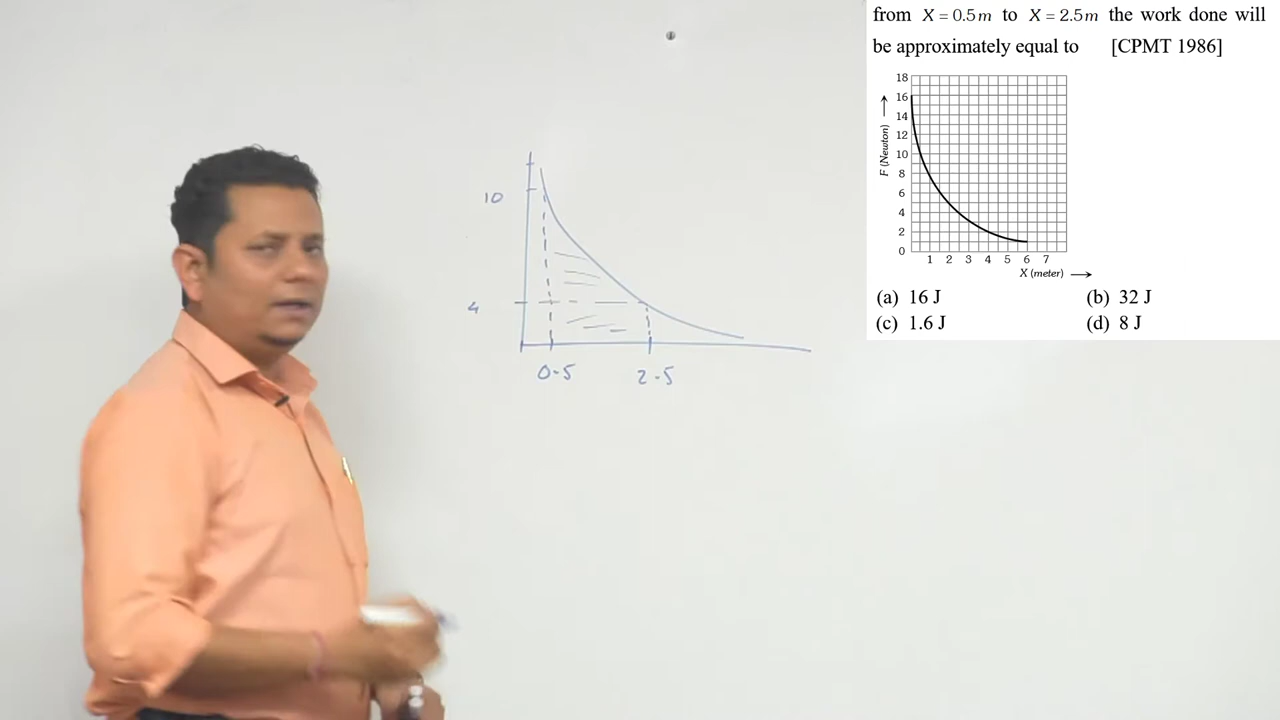 from X = 0.5 m to X = 2.5 m the work done will
be approximately equal to [CPMT 1986]
18
16
14
12
10
8
6
4
2
0
F (Newton)
1 2 3 4 5 6 7
X (meter)
(a) 16 J (b) 32 J
(c) 1.6 J (d) 8 J
10
4
0.5 2.5